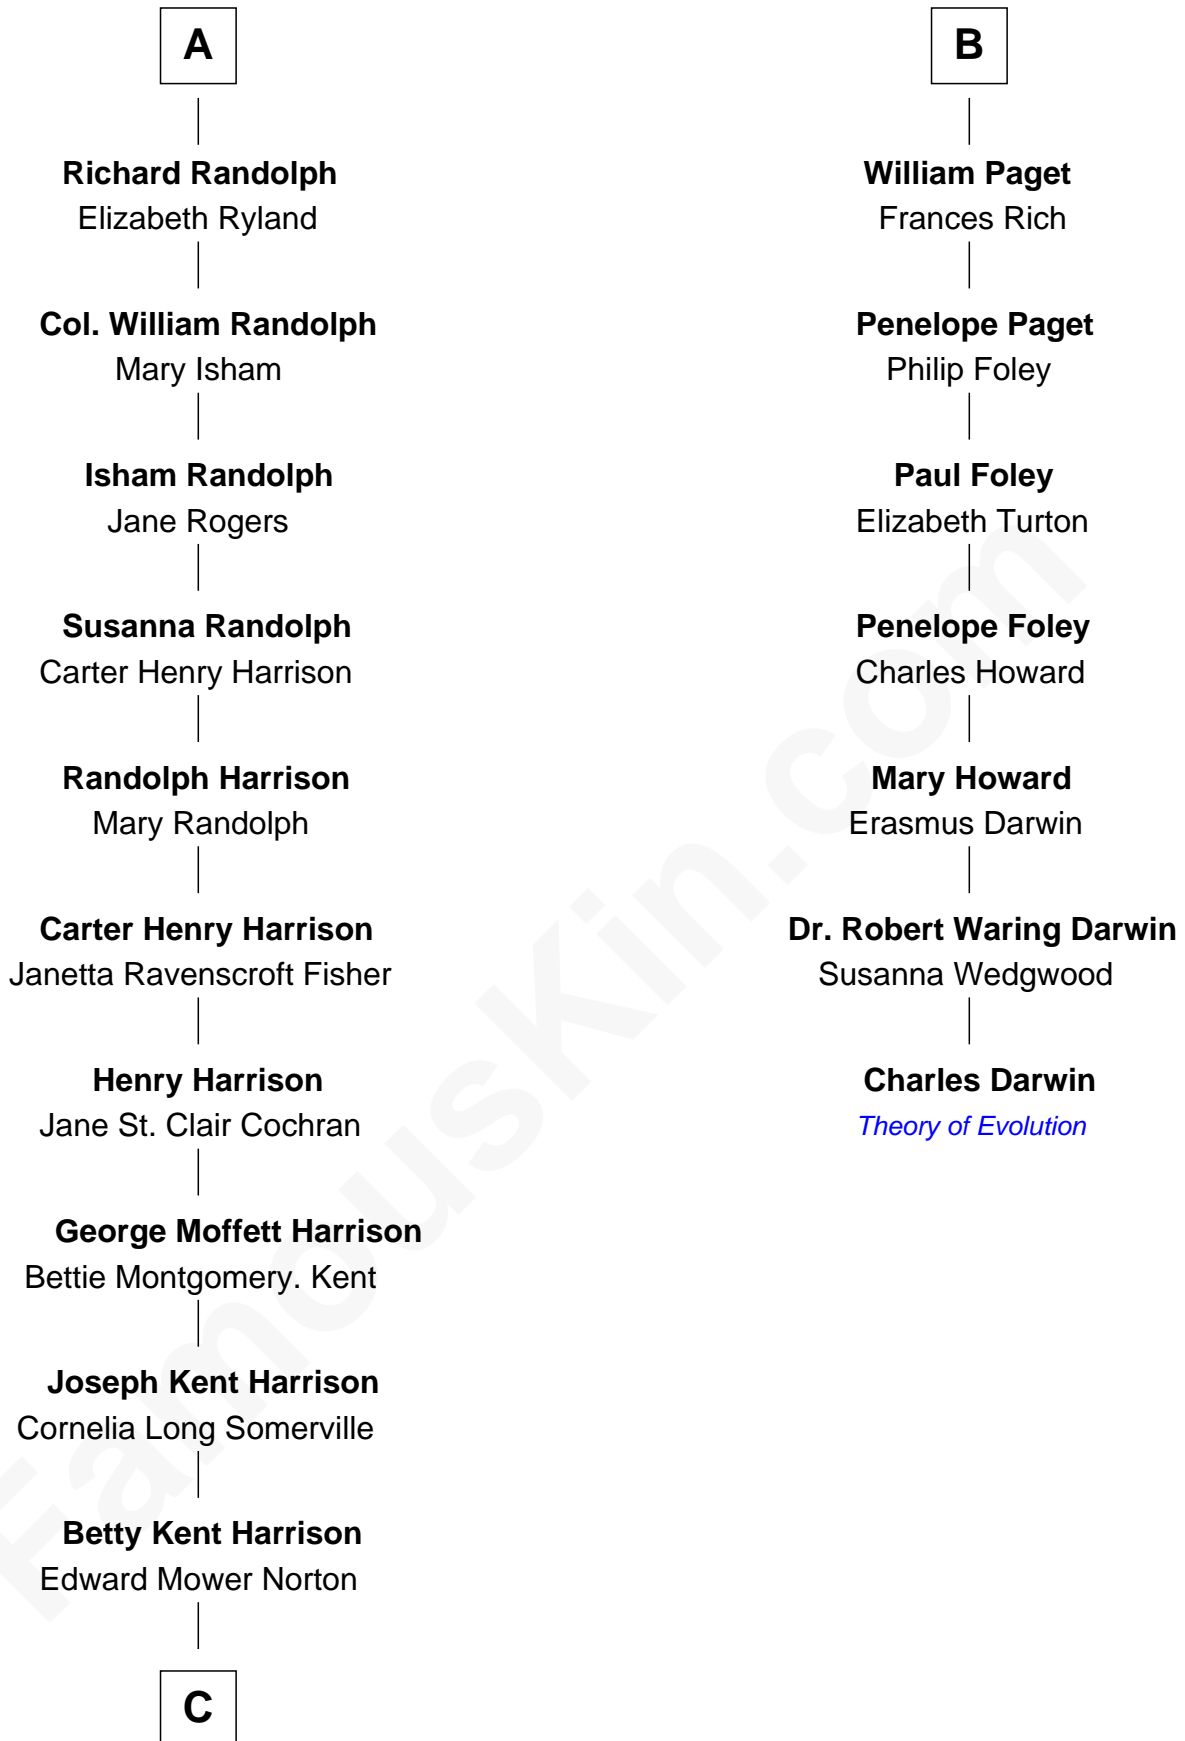 A
Richard Randolph
Elizabeth Ryland
Col. William Randolph
Mary Isham
Isham Randolph
Jane Rogers
Susanna Randolph
Carter Henry Harrison
Randolph Harrison
Mary Randolph
Carter Henry Harrison
Janetta Ravenscroft Fisher
Henry Harrison
Jane St. Clair Cochran
George Moffett Harrison
Bettie Montgomery. Kent
Joseph Kent Harrison
Cornelia Long Somerville
Betty Kent Harrison
Edward Mower Norton
C
B
William Paget
Frances Rich
Penelope Paget
Philip Foley
Paul Foley
Elizabeth Turton
Penelope Foley
Charles Howard
Mary Howard
Erasmus Darwin
Dr. Robert Waring Darwin
Susanna Wedgwood
Charles Darwin
Theory of Evolution
FamousKin.com